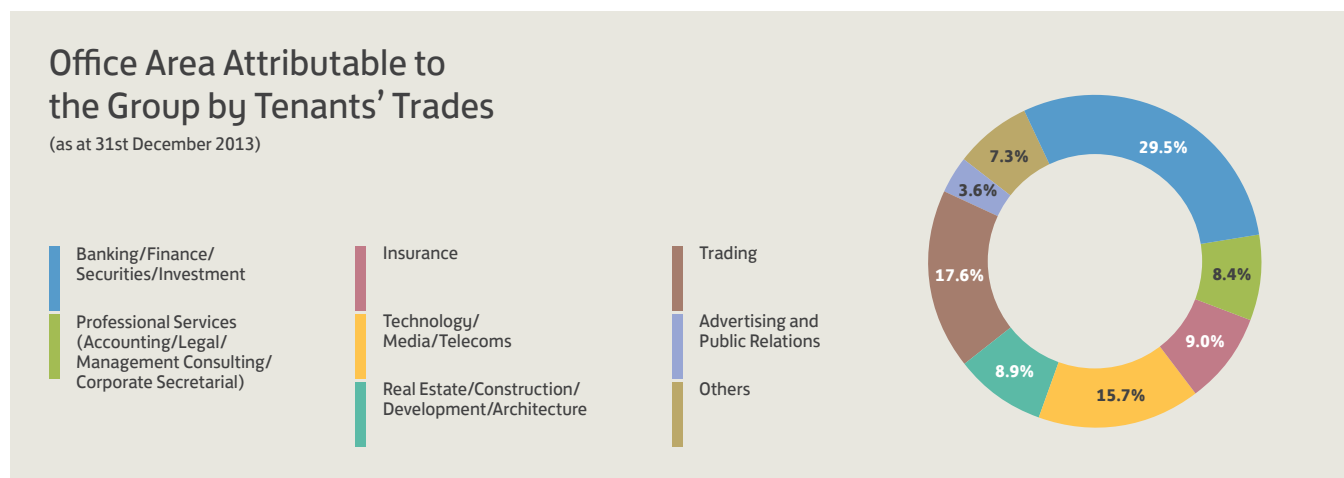 Office Area Attributable to
the Group by Tenants’ Trades
(as at 31st December 2013)
Banking/Finance/
Securities/Investment
Professional Services
(Accounting/Legal/
Management Consulting/
Corporate Secretarial)
Insurance
Technology/
Media/Telecoms
Real Estate/Construction/
Development/Architecture
Trading
Advertising and
Public Relations
Others
29.5%
8.4%
9.0%
15.7%
8.9%
17.6%
3.6%
7.3%